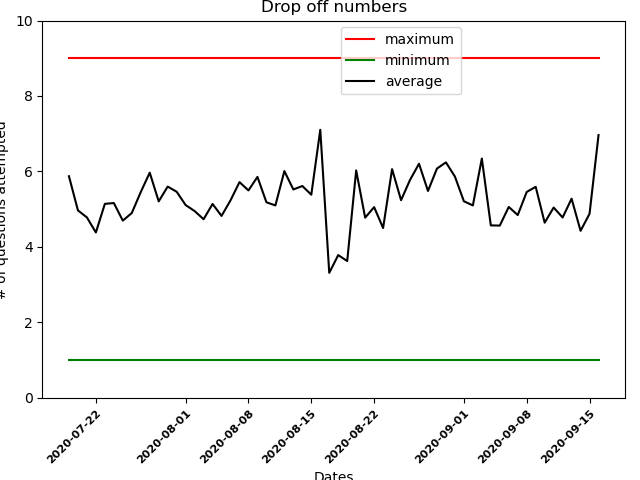 Drop off numbers
# of questions attempted
10
8
6
4
2
0
maximum
minimum
average
2020-07-22
2020-08-01
2020-08-08
2020-08-15
2020-08-22
2020-09-01
2020-09-08
2020-09-15
Dates